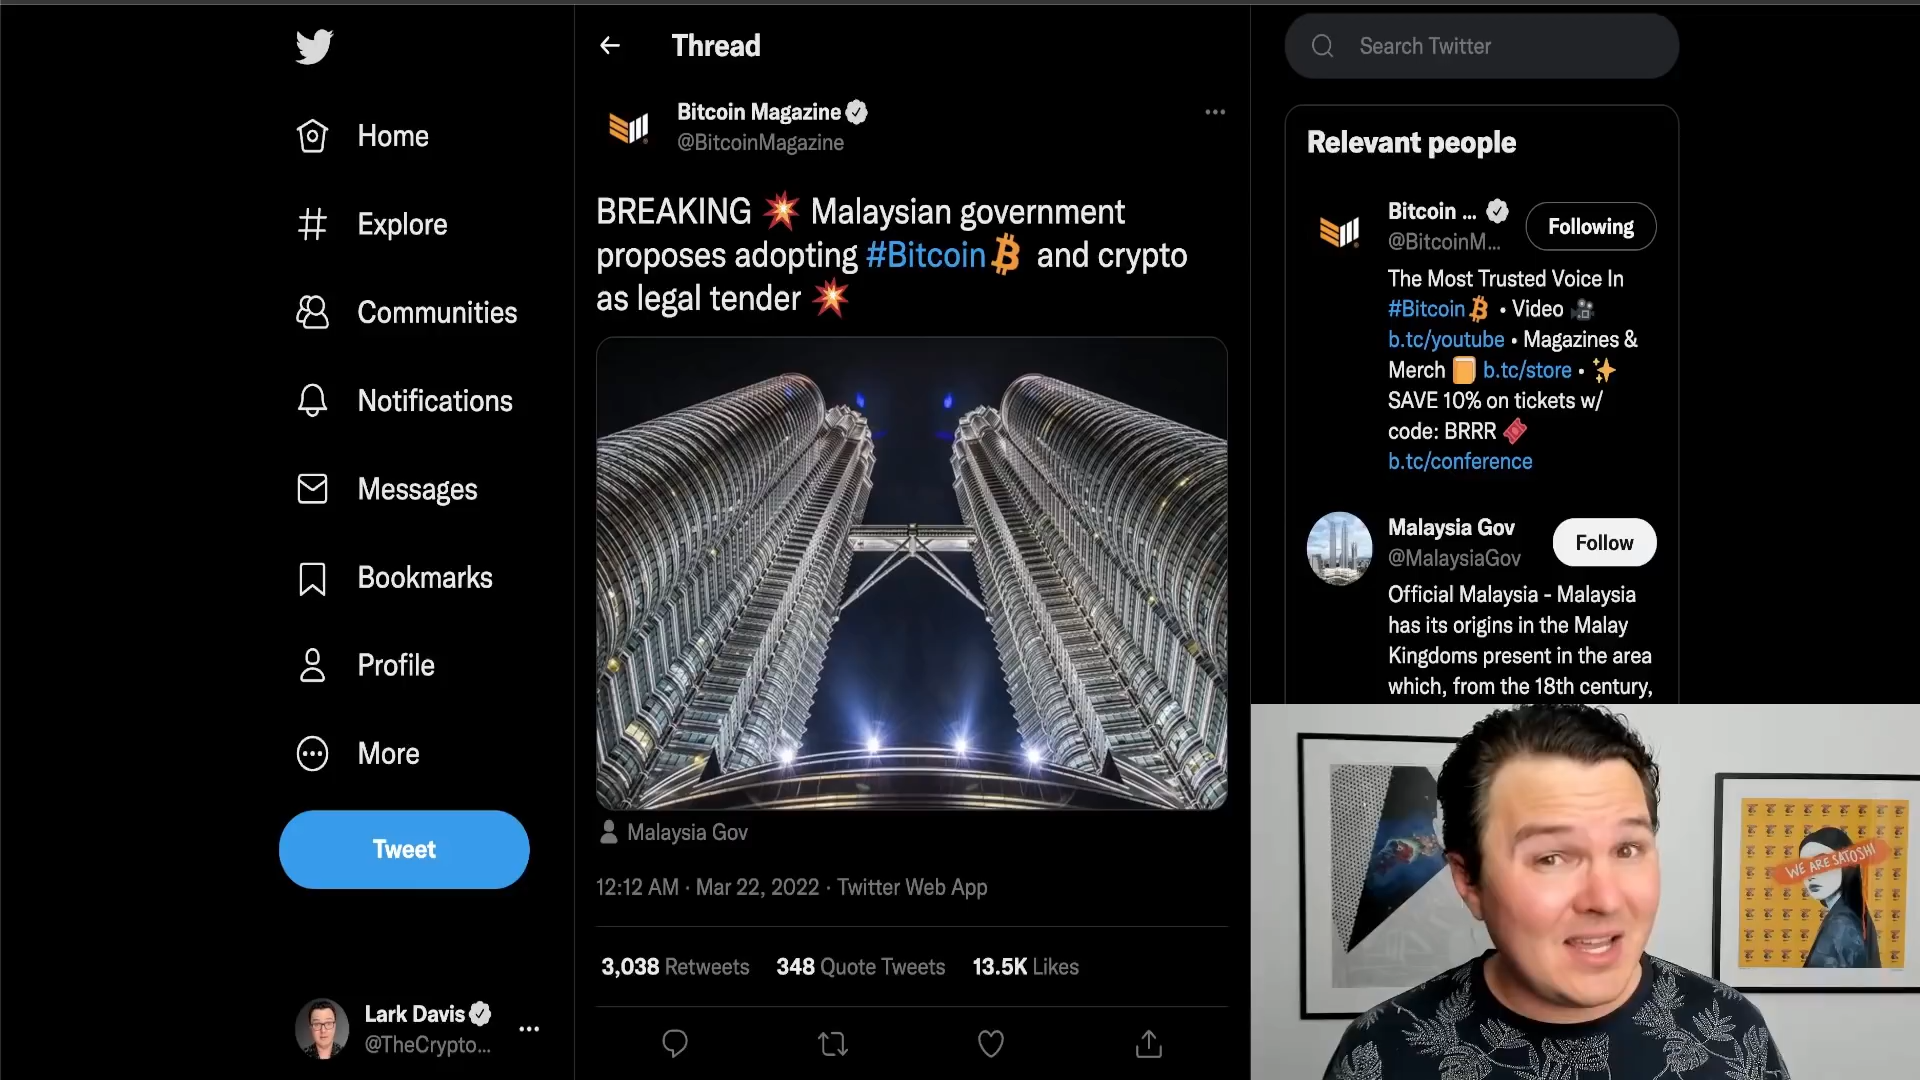 Home
Explore
Communities
Notifications
Messages
Bookmarks
Profile
More
Tweet
Lark Davis
@TheCrypto...
Thread
Bitcoin Magazine
@BitcoinMagazine
BREAKING 💥 Malaysian government
proposes adopting #Bitcoin and crypto
as legal tender 💥
Malaysia Gov
12:12 AM · Mar 22, 2022 · Twitter Web App
3,038 Retweets 348 Quote Tweets 13.5K Likes
Search Twitter
Relevant people
Bitcoin ...
@BitcoinM...
Following
The Most Trusted Voice In
#Bitcoin • Video 🎥
b.tc/youtube • Magazines &
Merch 📙 b.tc/store • ✨
SAVE 10% on tickets w/
code: BRRR 🎟
b.tc/conference
Malaysia Gov
@MalaysiaGov
Follow
Official Malaysia - Malaysia
has its origins in the Malay
Kingdoms present in the area
which, from the 18th century,
WE ARE SATOSHI